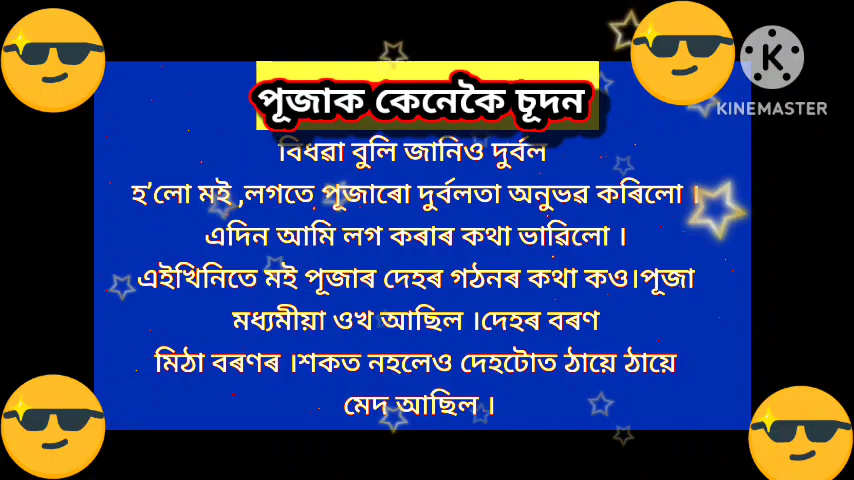 পূজাক কেনেকৈ চূদন
KINEMASTER
বিধৱা বুলি জানিও দুৰ্বল
হ’লো মই ,লগতে পূজাৰো দুৰ্বলতা অনুভৱ কৰিলো ।
এদিন আমি লগ কৰাৰ কথা ভাৱিলো ।
এইখিনিতে মই পূজাৰ দেহৰ গঠনৰ কথা কওঁ।পূজা
মধ্যমীয়া ওখ আছিল ।দেহৰ বৰণ
মিঠা বৰণৰ ।শকত নহলেও দেহটোত ঠায়ে ঠায়ে
মেদ আছিল ।